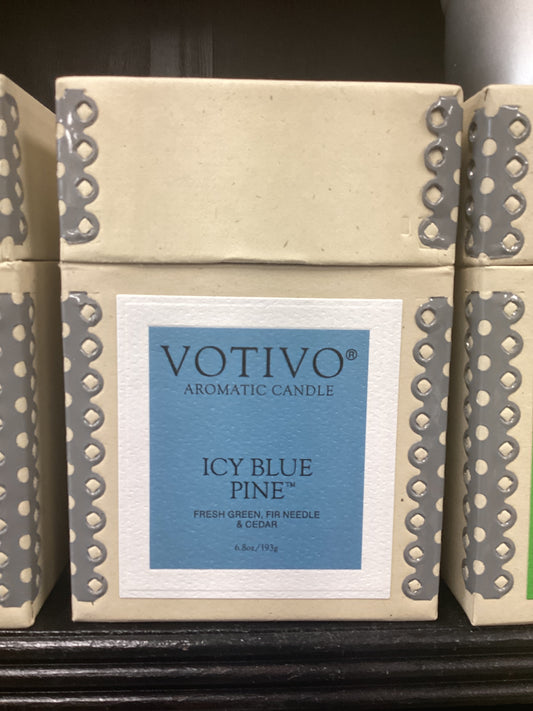 VOTIVO®
AROMATIC CANDLE
ICY BLUE
PINE™
FRESH GREEN, FIR NEEDLE
& CEDAR
6.8oz/193g